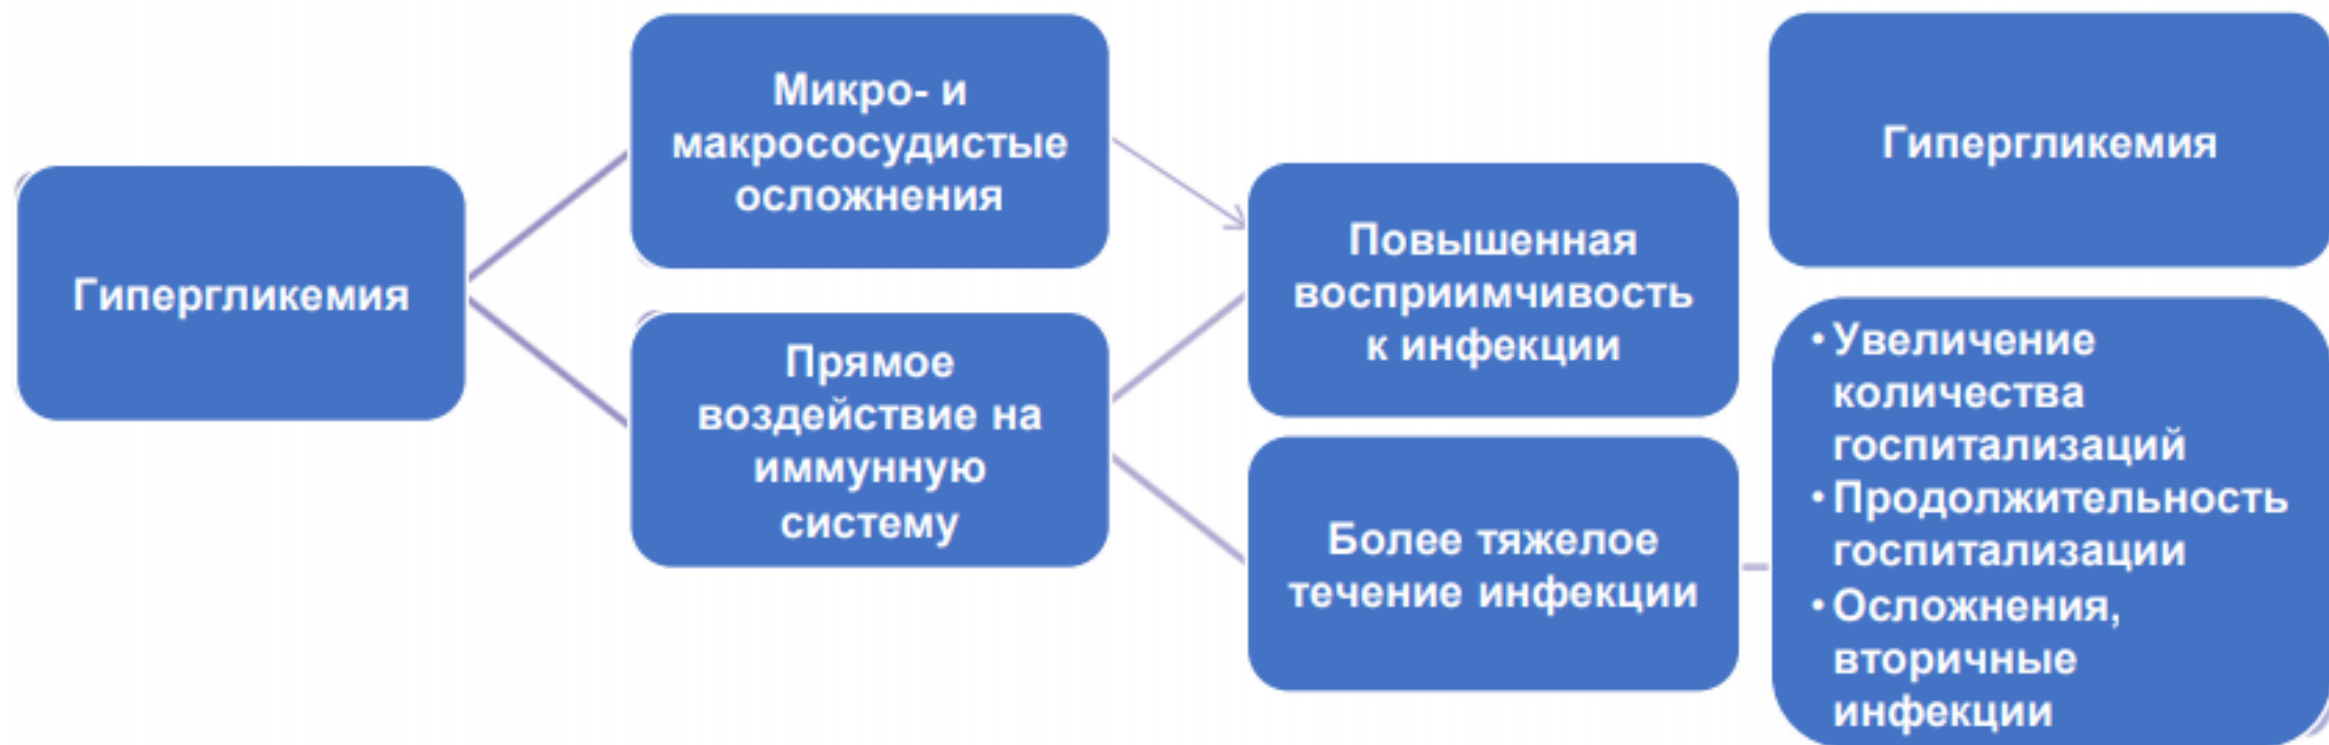 Гипергликемия
Микро- и
макрососудистые
осложнения
Прямое
воздействие на
иммунную
систему
Повышенная
восприимчивость
к инфекции
Более тяжелое
течение инфекции
Гипергликемия
• Увеличение
количества
госпитализаций
• Продолжительность
госпитализации
• Осложнения,
вторичные
инфекции